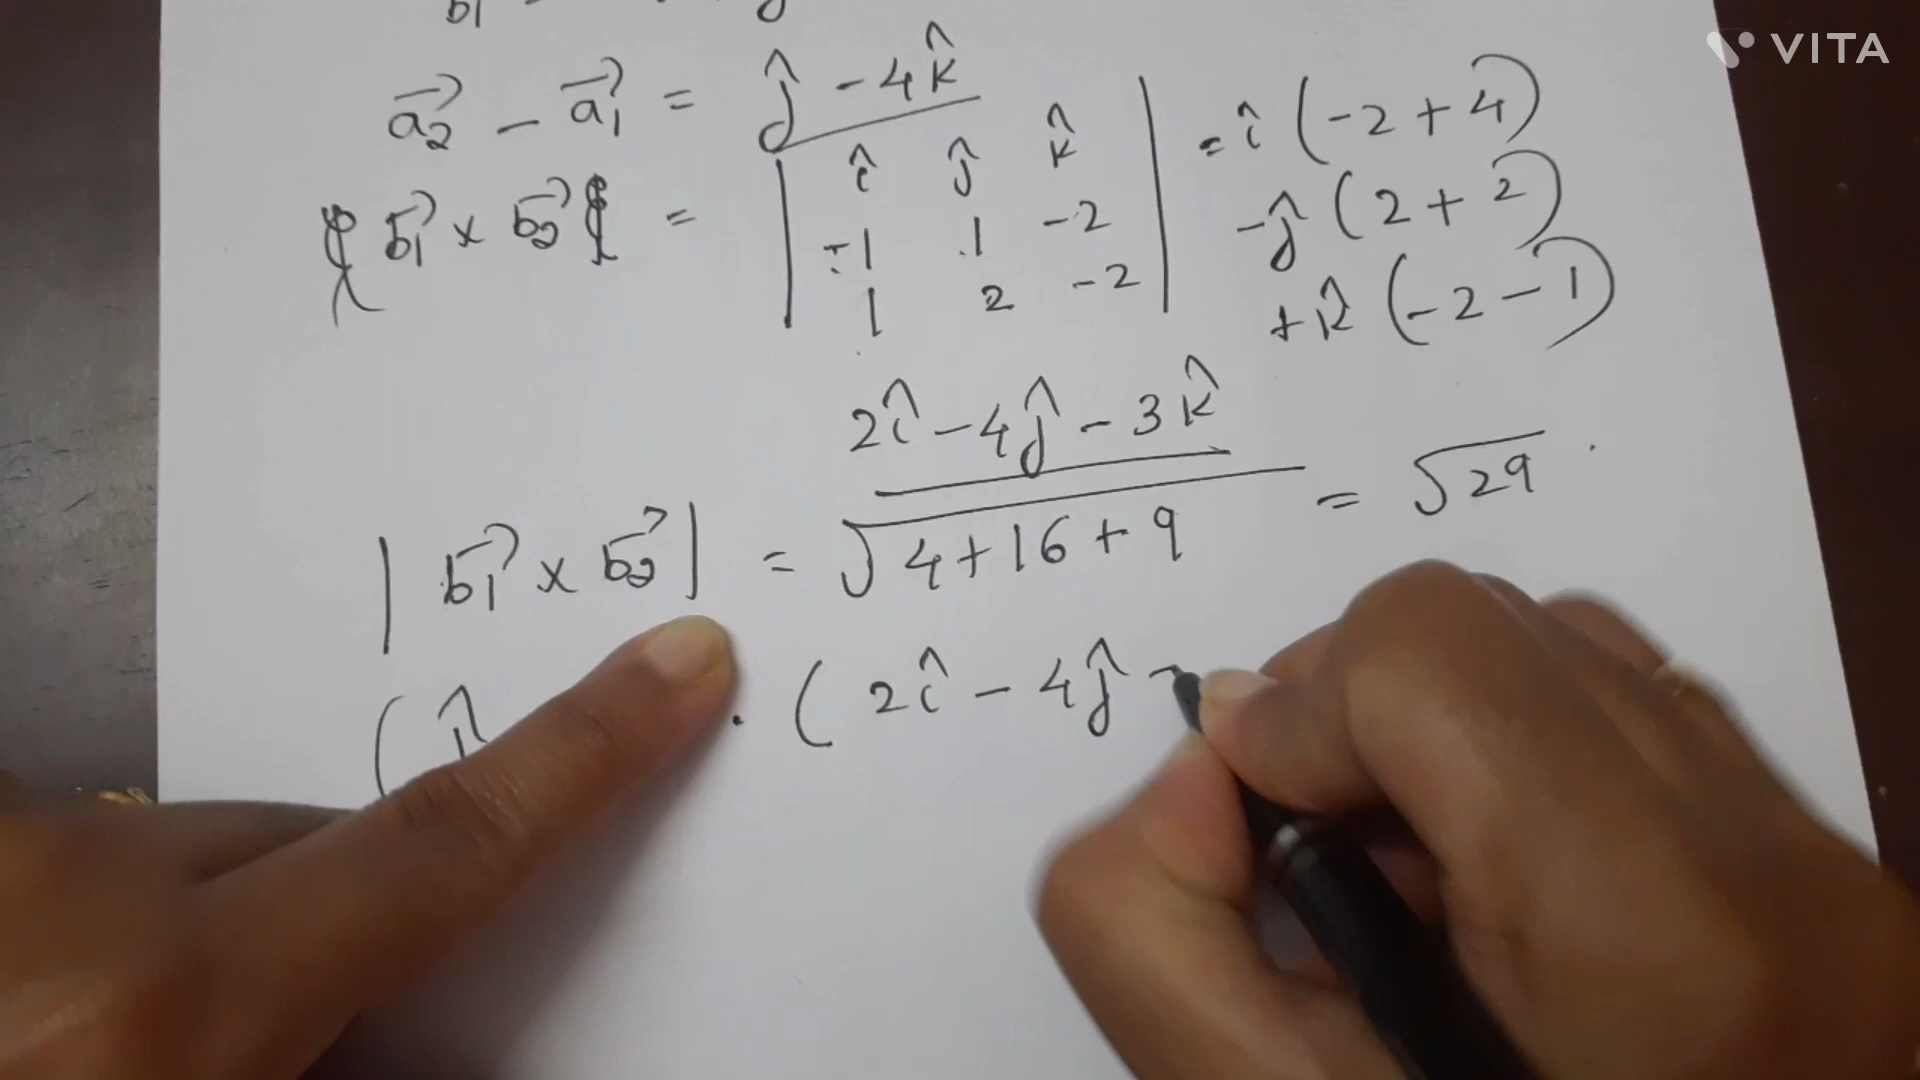 b₁
VITA
a₂⃗ - a₁⃗ = ĵ - 4k̂
b₁⃗ × b₂⃗ = | î ĵ k̂ | = î (-2 + 4)
-1 1 -2 -ĵ (2 + 2)
1 2 -2 +k̂ (-2 - 1)
2î - 4ĵ - 3k̂
| b₁⃗ × b₂⃗ | = √4+16+9 = √29
( ĵ . ( 2î - 4ĵ -